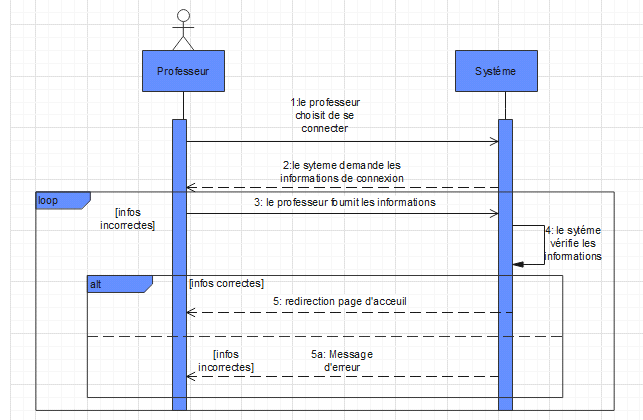 Professeur
Systéme
1:le professeur
choisit de se
connecter
2:le syteme demande les
informations de connexion
loop
[infos
incorrectes]
3: le professeur fournit les informations
4: le sytéme
vérifie les
informations
alt
[infos correctes]
5: redirection page d'acceuil
[infos
incorrectes]
5a: Message
d'erreur